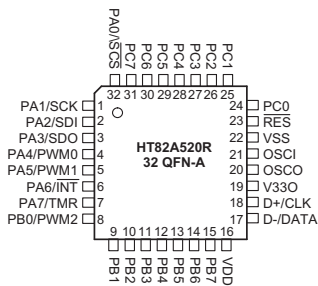 PA0/SCS
PC7
PC6
PC5
PC4
PC3
PC2
PC1
32 31 30 29 28 27 26 25
PA1/SCK 1
PA2/SDI 2
PA3/SDO 3
PA4/PWM0 4
PA5/PWM1 5
PA6/INT 6
PA7/TMR 7
PB0/PWM2 8
HT82A520R
32 QFN-A
24 PC0
23 RES
22 VSS
21 OSCI
20 OSCO
19 V33O
18 D+/CLK
17 D-/DATA
9 10 11 12 13 14 15 16
PB1
PB2
PB3
PB4
PB5
PB6
PB7
VDD